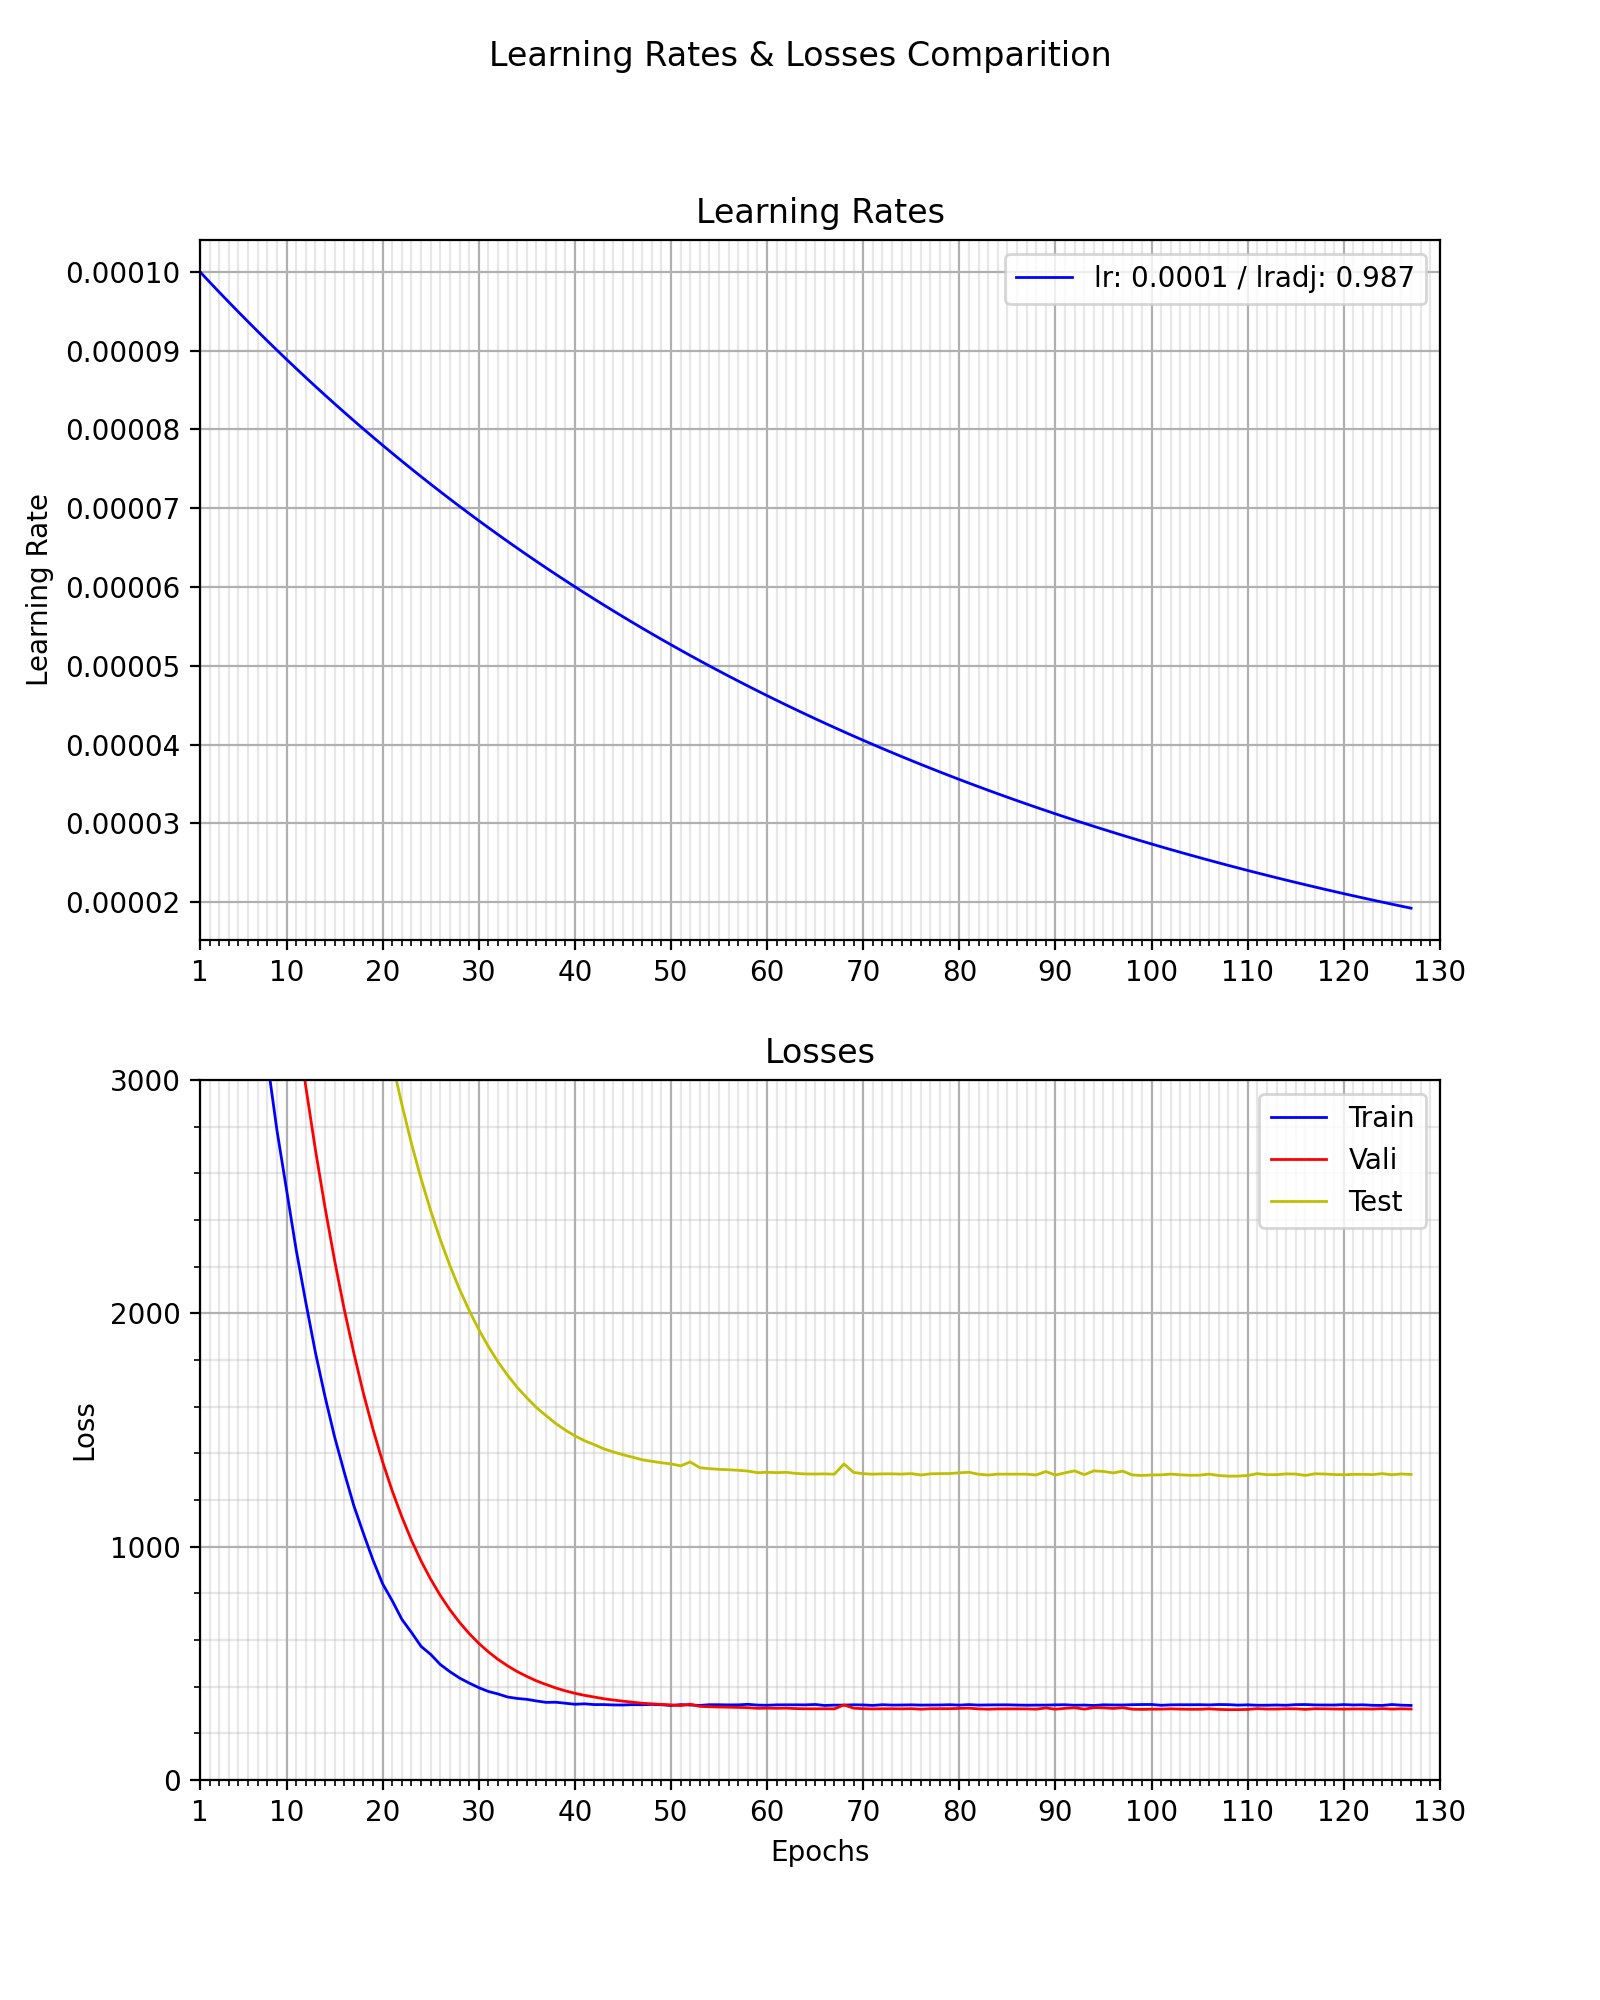 Learning Rates & Losses Comparition
Learning Rates
lr: 0.0001 / lradj: 0.987
0.00010
0.00009
0.00008
0.00007
0.00006
0.00005
0.00004
0.00003
0.00002
Learning Rate
1 10 20 30 40 50 60 70 80 90 100 110 120 130
Losses
Train
Vali
Test
3000
2000
1000
0
Loss
1 10 20 30 40 50 60 70 80 90 100 110 120 130
Epochs